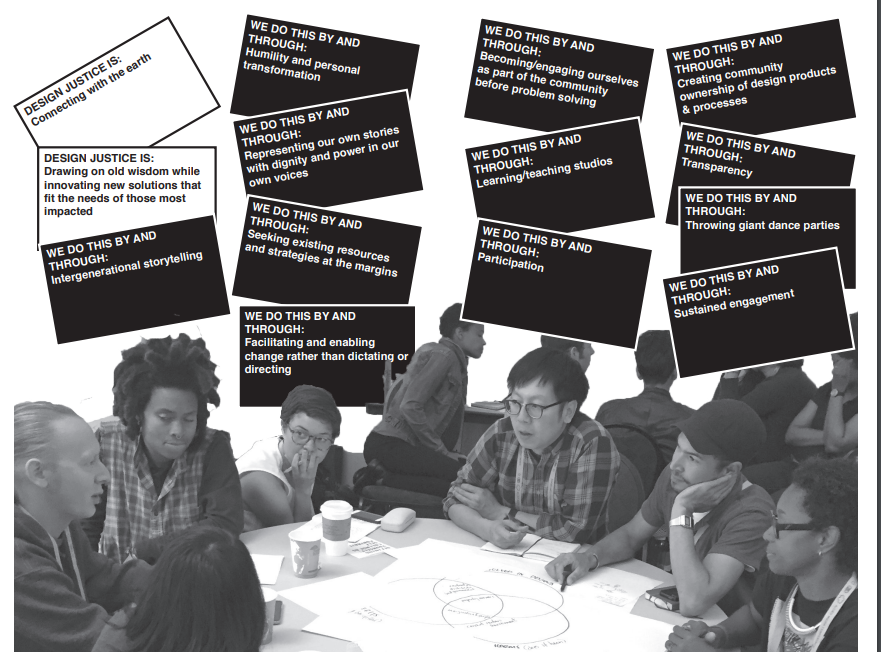 DESIGN JUSTICE IS:
Connecting with the earth
DESIGN JUSTICE IS:
Drawing on old wisdom while
innovating new solutions that
fit the needs of those most
impacted
WE DO THIS BY AND
THROUGH:
Intergenerational storytelling
WE DO THIS BY AND
THROUGH:
Humility and personal
transformation
WE DO THIS BY AND
THROUGH:
Representing our own stories
with dignity and power in our
own voices
WE DO THIS BY AND
THROUGH:
Seeking existing resources
and strategies at the margins
WE DO THIS BY AND
THROUGH:
Facilitating and enabling
change rather than dictating or
directing
WE DO THIS BY AND
THROUGH:
Becoming/engaging ourselves
as part of the community
before problem solving
WE DO THIS BY AND
THROUGH:
Learning/teaching studios
WE DO THIS BY AND
THROUGH:
Participation
WE DO THIS BY AND
THROUGH:
Creating community
ownership of design products
& processes
WE DO THIS BY AND
THROUGH:
Transparency
WE DO THIS BY AND
THROUGH:
Throwing giant dance parties
WE DO THIS BY AND
THROUGH:
Sustained engagement